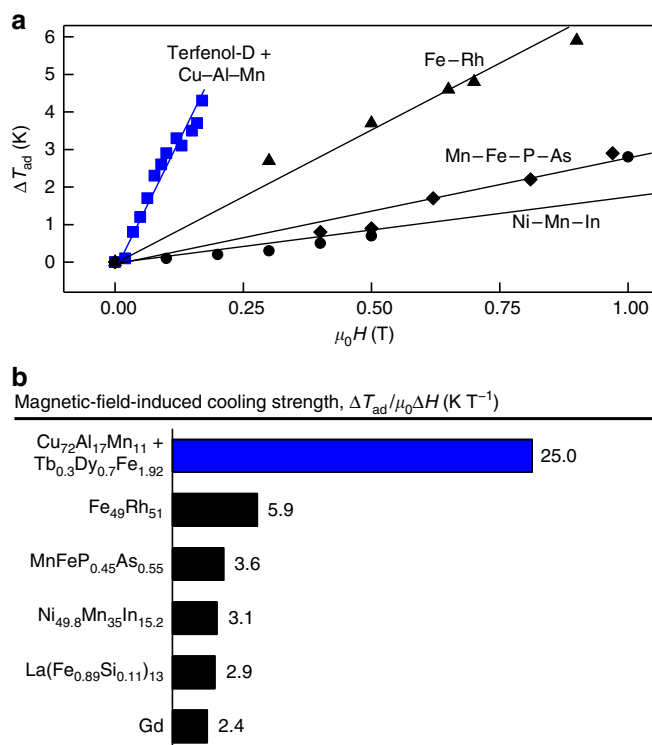 a
6
5
4
3
2
1
0
ΔT_ad (K)
Terfenol-D +
Cu–Al–Mn
Fe–Rh
Mn–Fe–P–As
Ni–Mn–In
0.00 0.25 0.50 0.75 1.00
μ₀H (T)
b
Magnetic-field-induced cooling strength, ΔT_ad/μ₀ΔH (K T⁻¹)
Cu₇₂Al₁₇Mn₁₁ +
Tb₀.₃Dy₀.₇Fe₁.₉₂ 25.0
Fe₄₉Rh₅₁ 5.9
MnFeP₀.₄₅As₀.₅₅ 3.6
Ni₄₉.₈Mn₃₅In₁₅.₂ 3.1
La(Fe₀.₈₉Si₀.₁₁)₁₃ 2.9
Gd 2.4